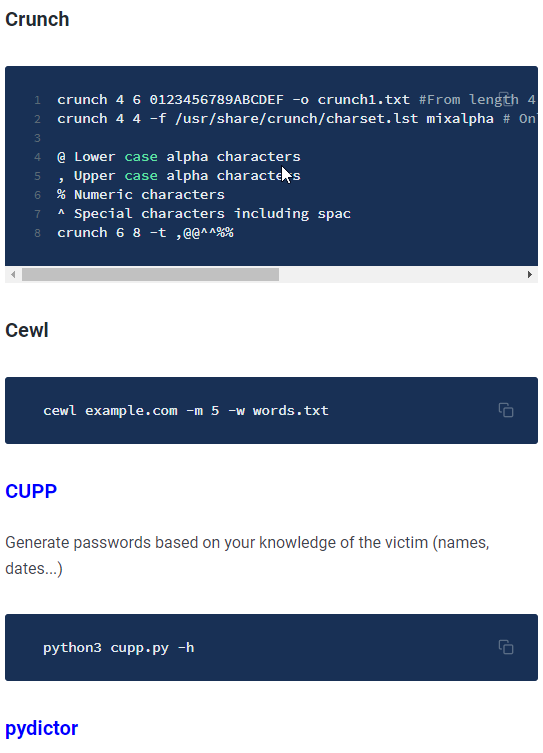 Crunch
1 crunch 4 6 0123456789ABCDEF -o crunch1.txt #From length 4
2 crunch 4 4 -f /usr/share/crunch/charset.lst mixalpha # Onl
3
4 @ Lower case alpha characters
5 , Upper case alpha characters
6 % Numeric characters
7 ^ Special characters including spac
8 crunch 6 8 -t ,@@^^%%
Cewl
cewl example.com -m 5 -w words.txt
CUPP
Generate passwords based on your knowledge of the victim (names,
dates...)
python3 cupp.py -h
pydictor